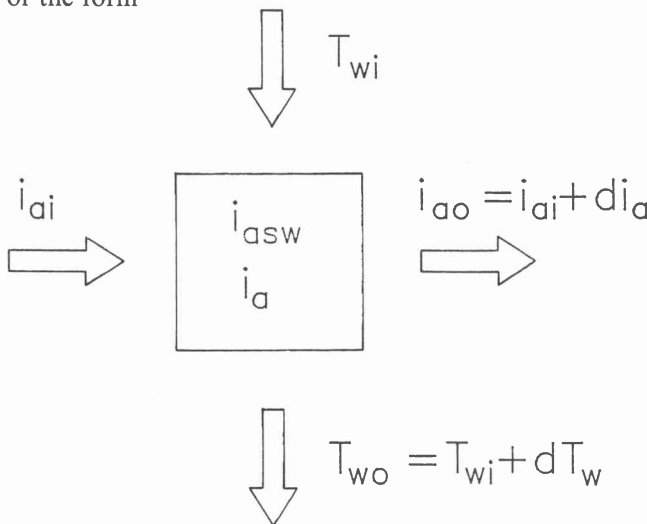 of the form
T_wi
i_ai
i_ao = i_ai + di_a
i_asw
i_a
T_wo = T_wi + dT_w